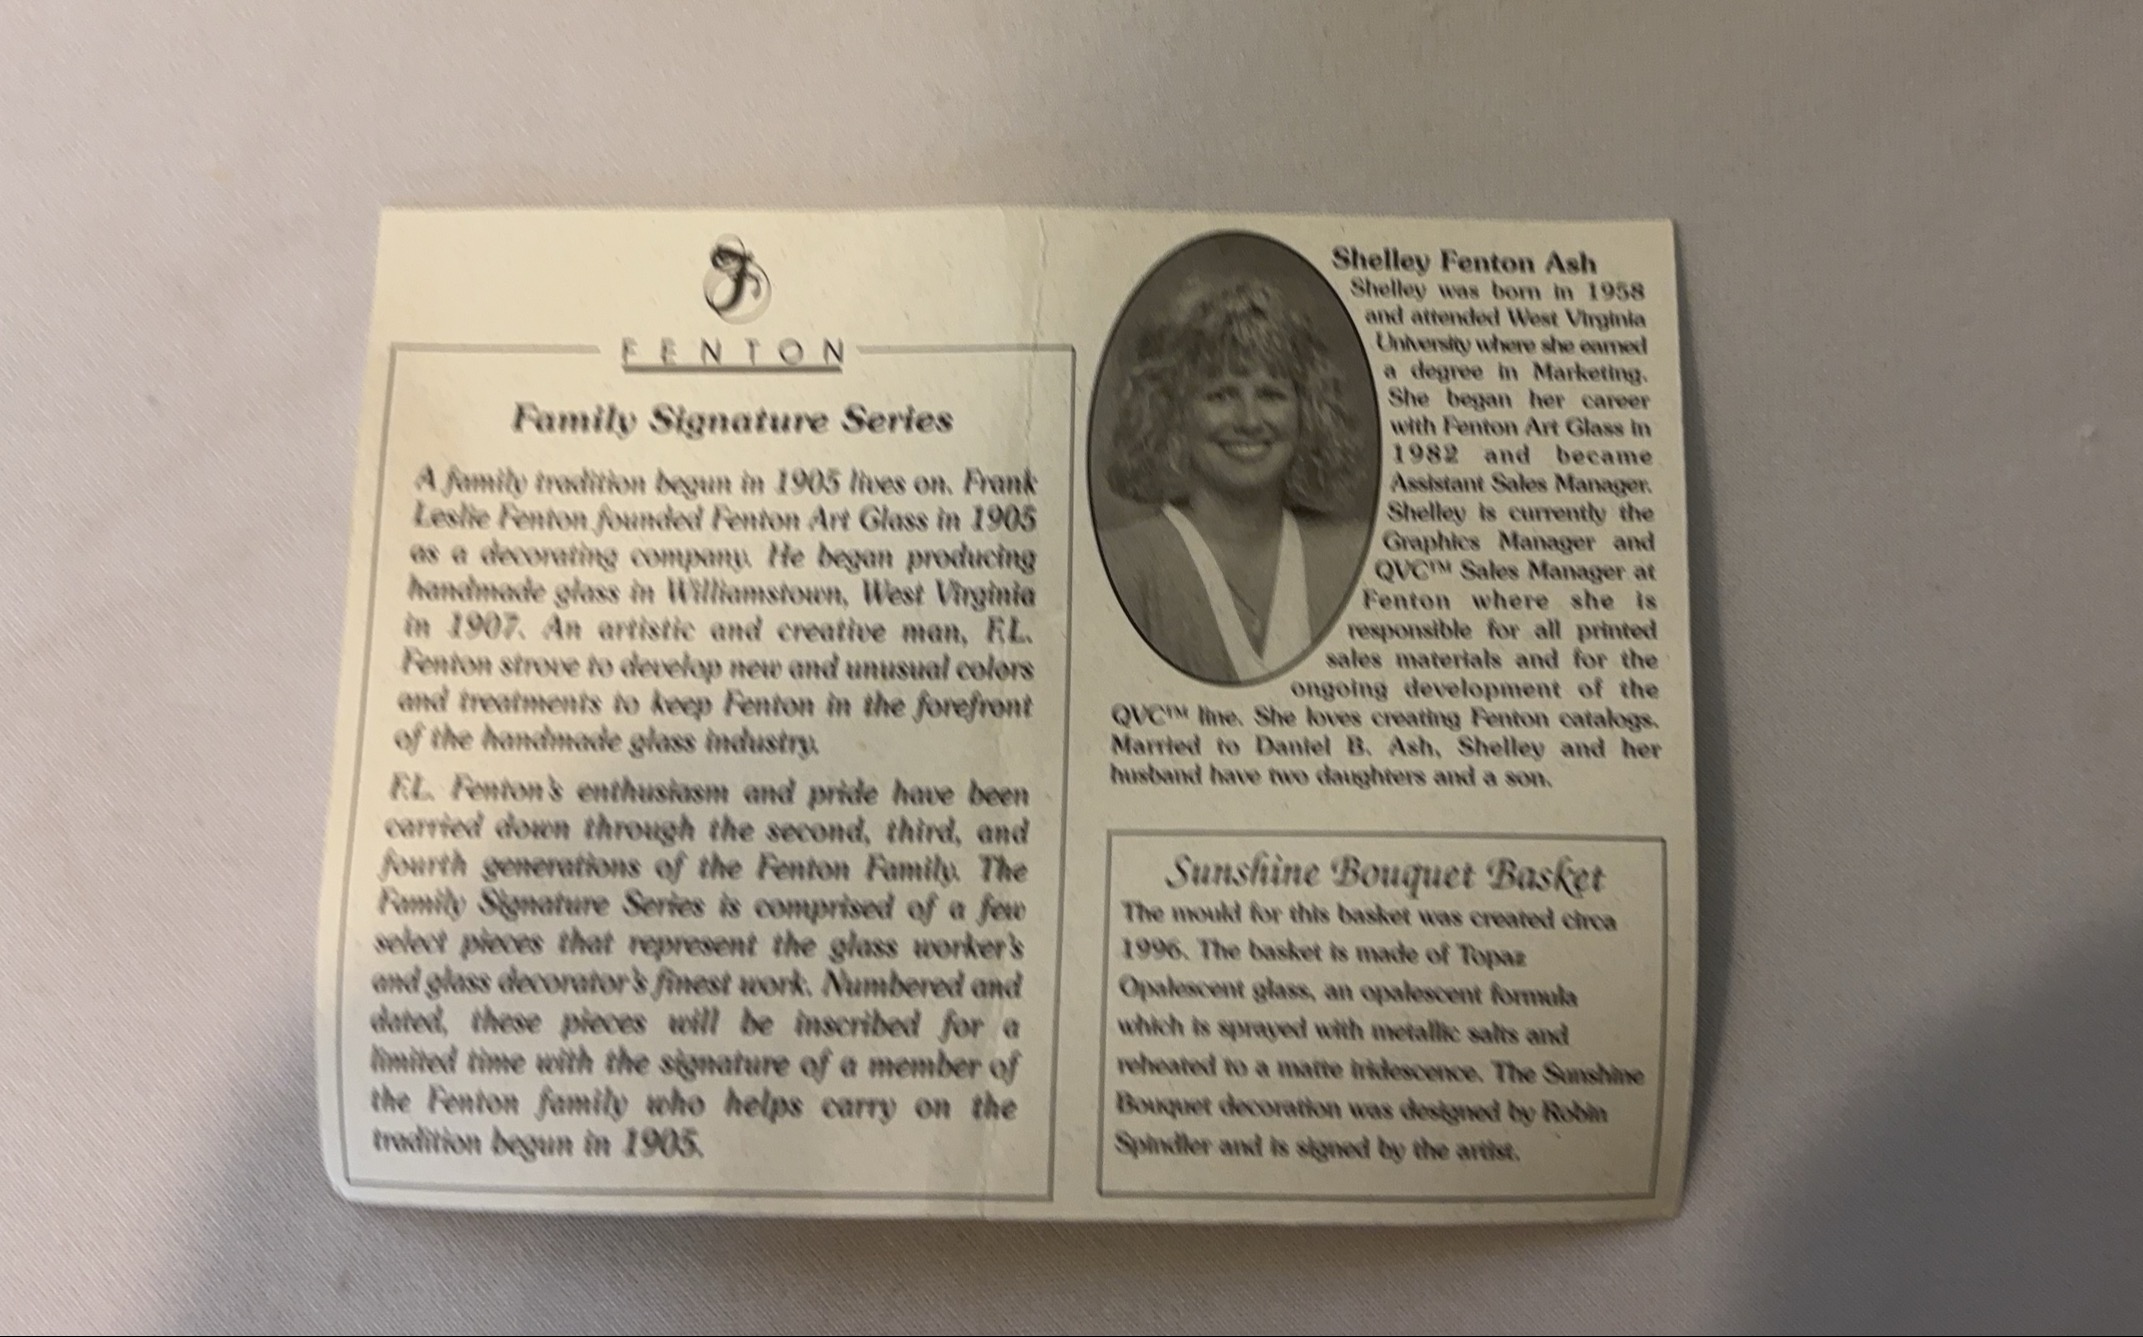 F
FENTON
Family Signature Series
A family tradition begun in 1905 lives on. Frank
Leslie Fenton founded Fenton Art Glass in 1905
as a decorating company. He began producing
handmade glass in Williamstown, West Virginia
in 1907. An artistic and creative man, F.L.
Fenton strove to develop new and unusual colors
and treatments to keep Fenton in the forefront
of the handmade glass industry.
F.L. Fenton's enthusiasm and pride have been
carried down through the second, third, and
fourth generations of the Fenton Family. The
Family Signature Series is comprised of a few
select pieces that represent the glass worker's
and glass decorator's finest work. Numbered and
dated, these pieces will be inscribed for a
limited time with the signature of a member of
the Fenton family who helps carry on the
tradition begun in 1905.
Shelley Fenton Ash
Shelley was born in 1958
and attended West Virginia
University where she earned
a degree in Marketing.
She began her career
with Fenton Art Glass in
1982 and became
Assistant Sales Manager.
Shelley is currently the
Graphics Manager and
QVC™ Sales Manager at
Fenton where she is
responsible for all printed
sales materials and for the
ongoing development of the
QVC™ line. She loves creating Fenton catalogs.
Married to Daniel B. Ash, Shelley and her
husband have two daughters and a son.
Sunshine Bouquet Basket
The mould for this basket was created circa
1996. The basket is made of Topaz
Opalescent glass, an opalescent formula
which is sprayed with metallic salts and
reheated to a matte iridescence. The Sunshine
Bouquet decoration was designed by Robin
Spindler and is signed by the artist.